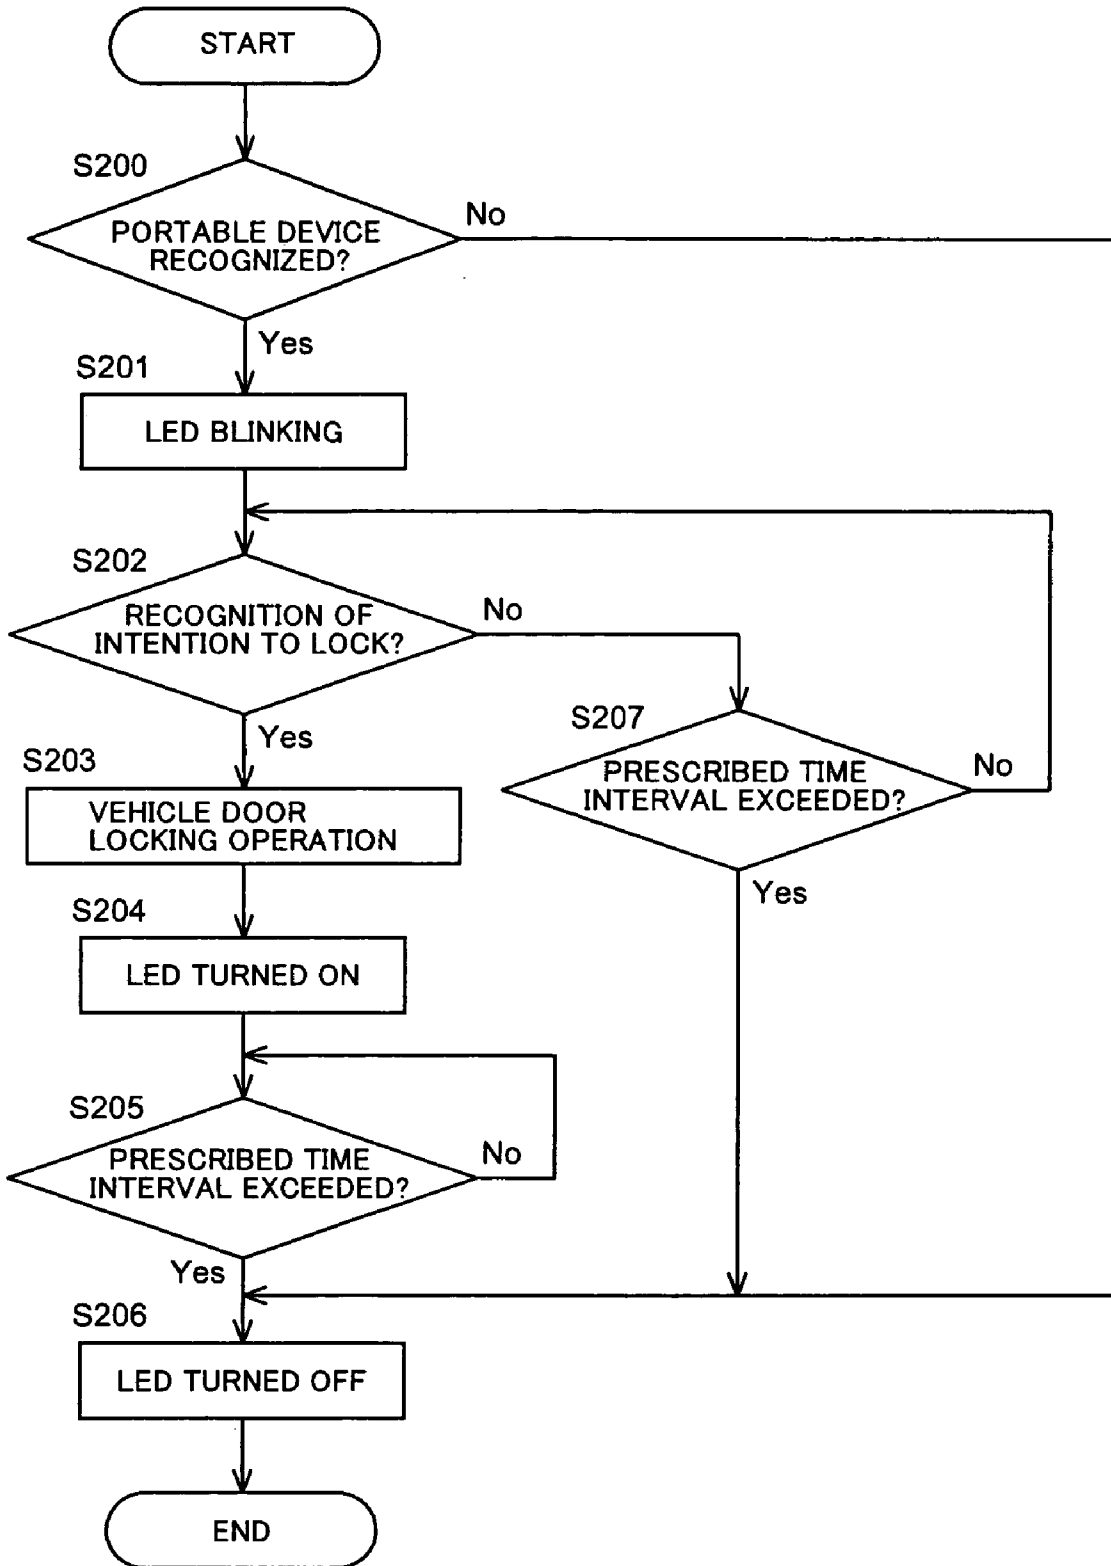 START
S200
PORTABLE DEVICE
RECOGNIZED?
No
Yes
S201
LED BLINKING
S202
RECOGNITION OF
INTENTION TO LOCK?
No
Yes
S207
PRESCRIBED TIME
INTERVAL EXCEEDED?
No
Yes
S203
VEHICLE DOOR
LOCKING OPERATION
S204
LED TURNED ON
S205
PRESCRIBED TIME
INTERVAL EXCEEDED?
No
Yes
S206
LED TURNED OFF
END